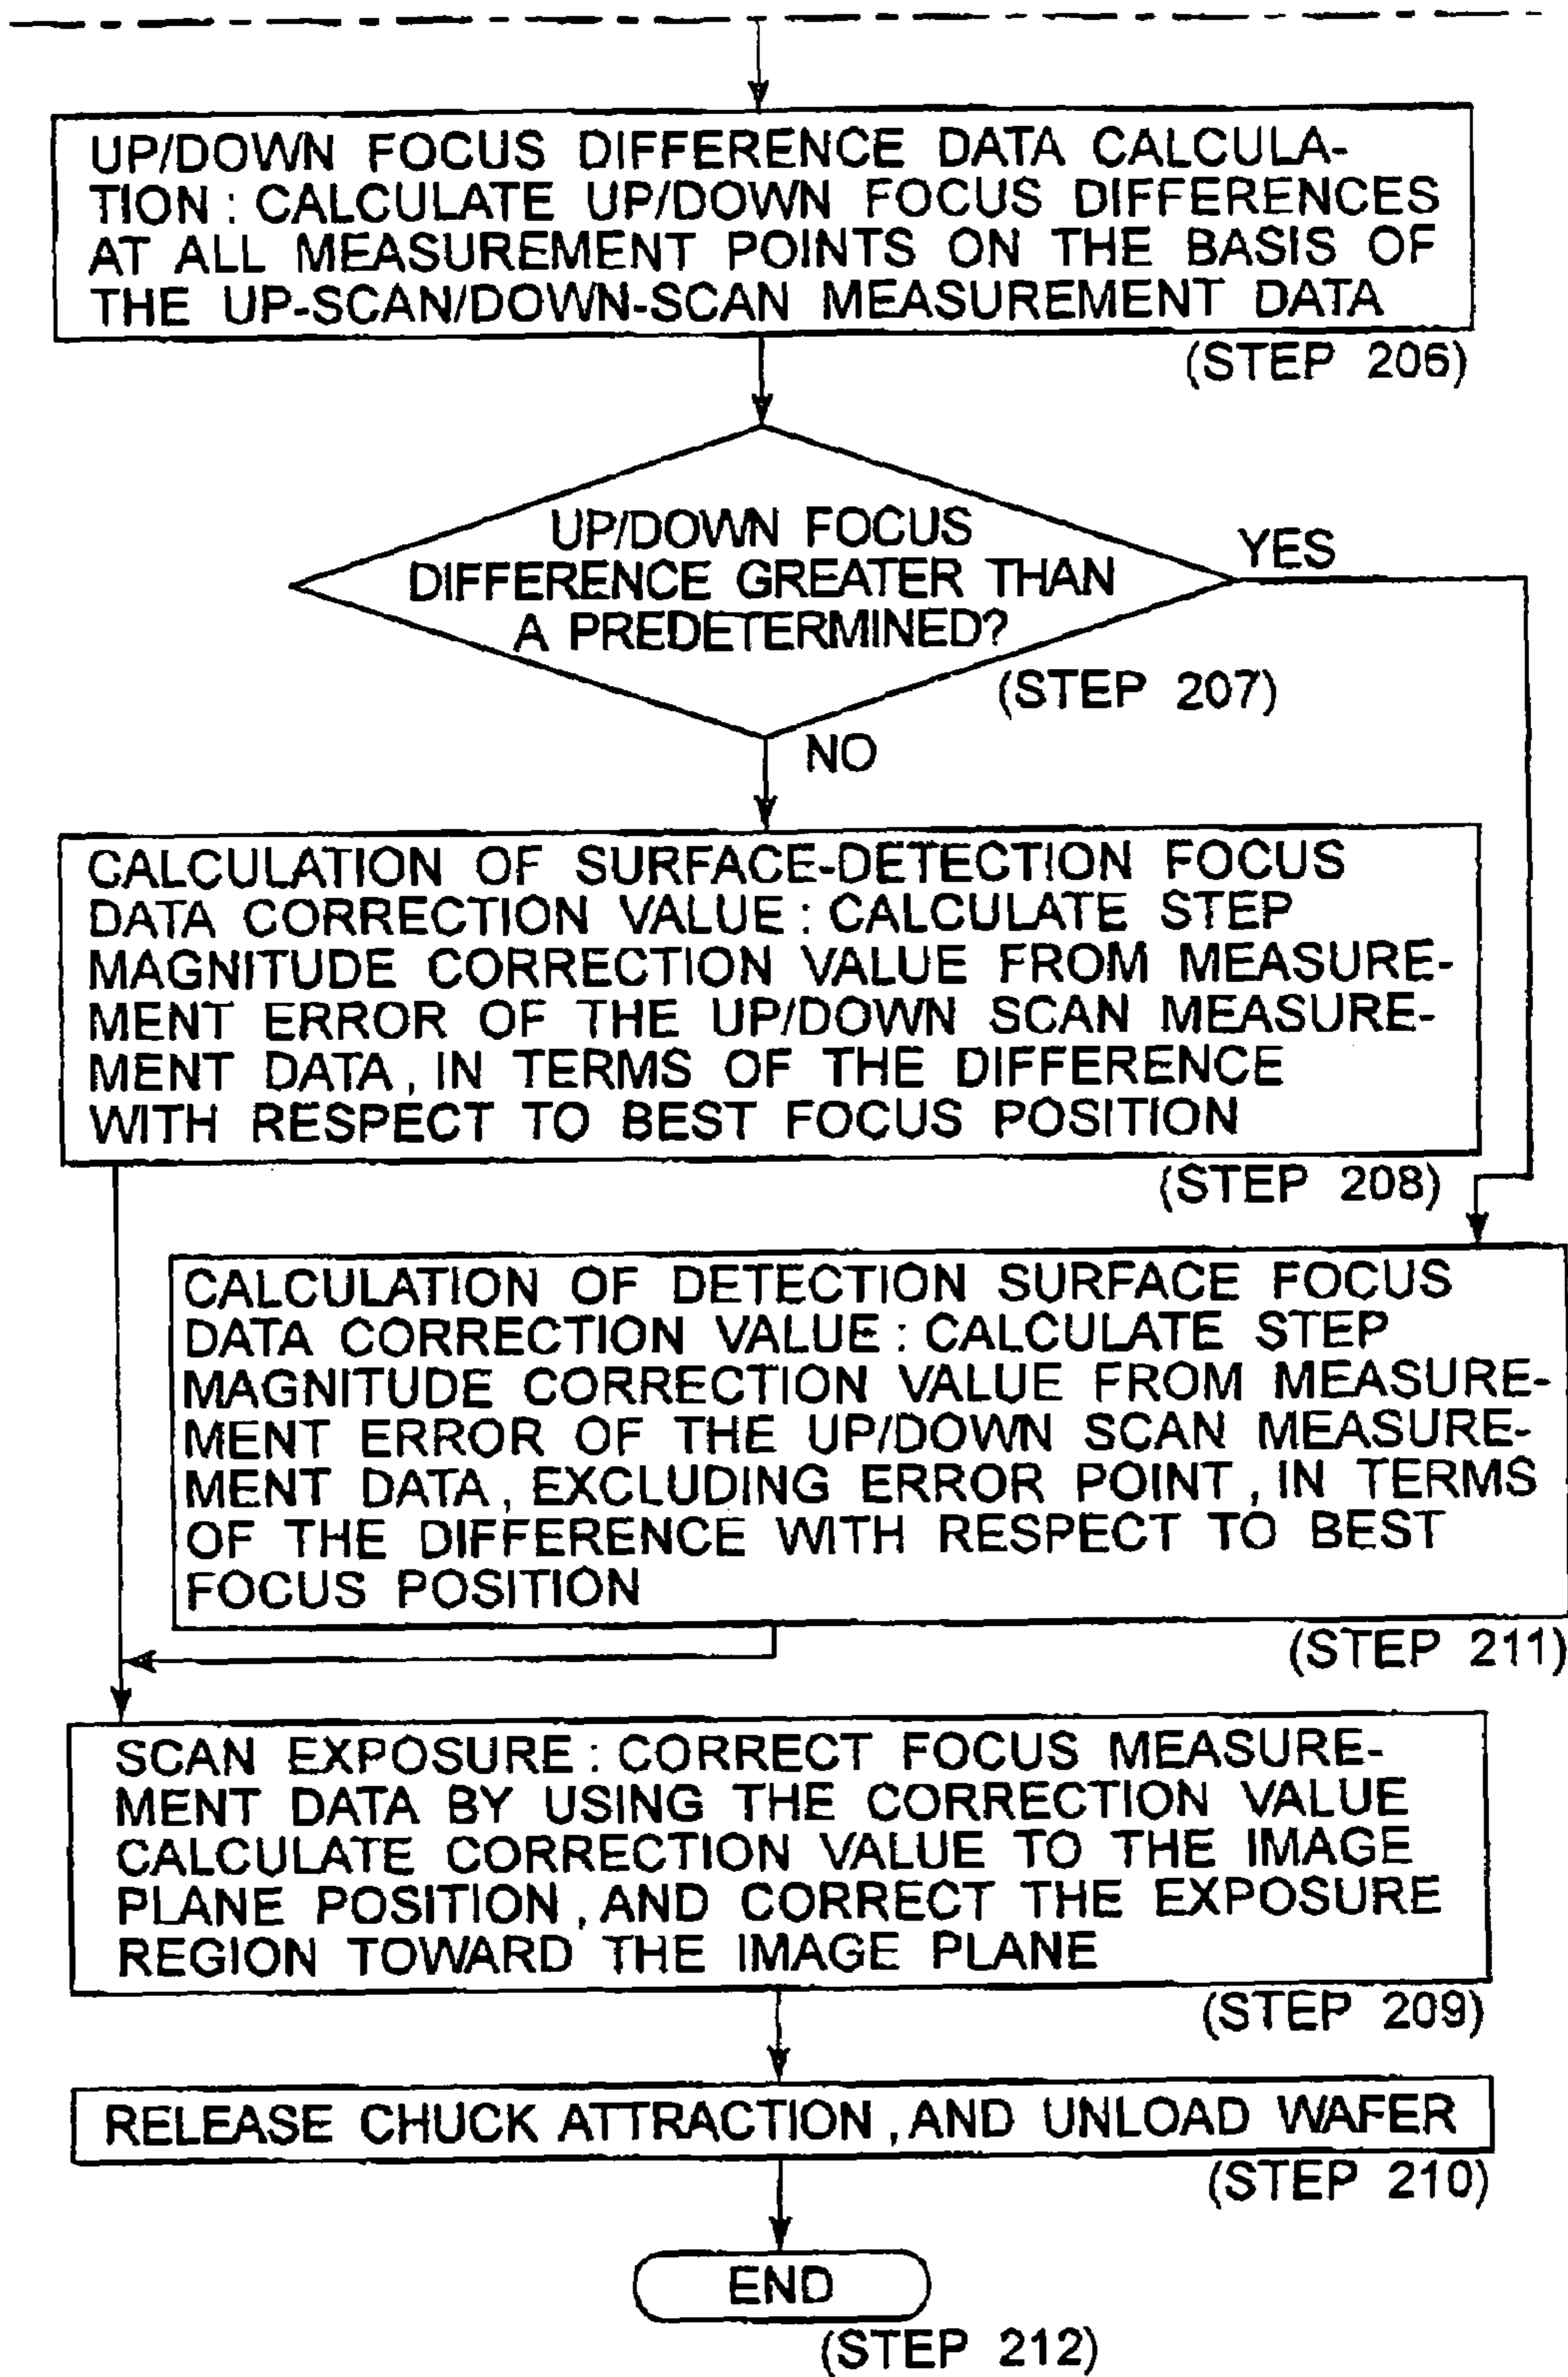 UP/DOWN FOCUS DIFFERENCE DATA CALCULA-
TION : CALCULATE UP/DOWN FOCUS DIFFERENCES
AT ALL MEASUREMENT POINTS ON THE BASIS OF
THE UP-SCAN/DOWN-SCAN MEASUREMENT DATA
(STEP 206)
UP/DOWN FOCUS
DIFFERENCE GREATER THAN
A PREDETERMINED?
YES
(STEP 207)
NO
CALCULATION OF SURFACE-DETECTION FOCUS
DATA CORRECTION VALUE : CALCULATE STEP
MAGNITUDE CORRECTION VALUE FROM MEASURE-
MENT ERROR OF THE UP/DOWN SCAN MEASURE-
MENT DATA, IN TERMS OF THE DIFFERENCE
WITH RESPECT TO BEST FOCUS POSITION
(STEP 208)
CALCULATION OF DETECTION SURFACE FOCUS
DATA CORRECTION VALUE : CALCULATE STEP
MAGNITUDE CORRECTION VALUE FROM MEASURE-
MENT ERROR OF THE UP/DOWN SCAN MEASURE-
MENT DATA, EXCLUDING ERROR POINT, IN TERMS
OF THE DIFFERENCE WITH RESPECT TO BEST
FOCUS POSITION
(STEP 211)
SCAN EXPOSURE : CORRECT FOCUS MEASURE-
MENT DATA BY USING THE CORRECTION VALUE
CALCULATE CORRECTION VALUE TO THE IMAGE
PLANE POSITION, AND CORRECT THE EXPOSURE
REGION TOWARD THE IMAGE PLANE
(STEP 209)
RELEASE CHUCK ATTRACTION, AND UNLOAD WAFER
(STEP 210)
END
(STEP 212)